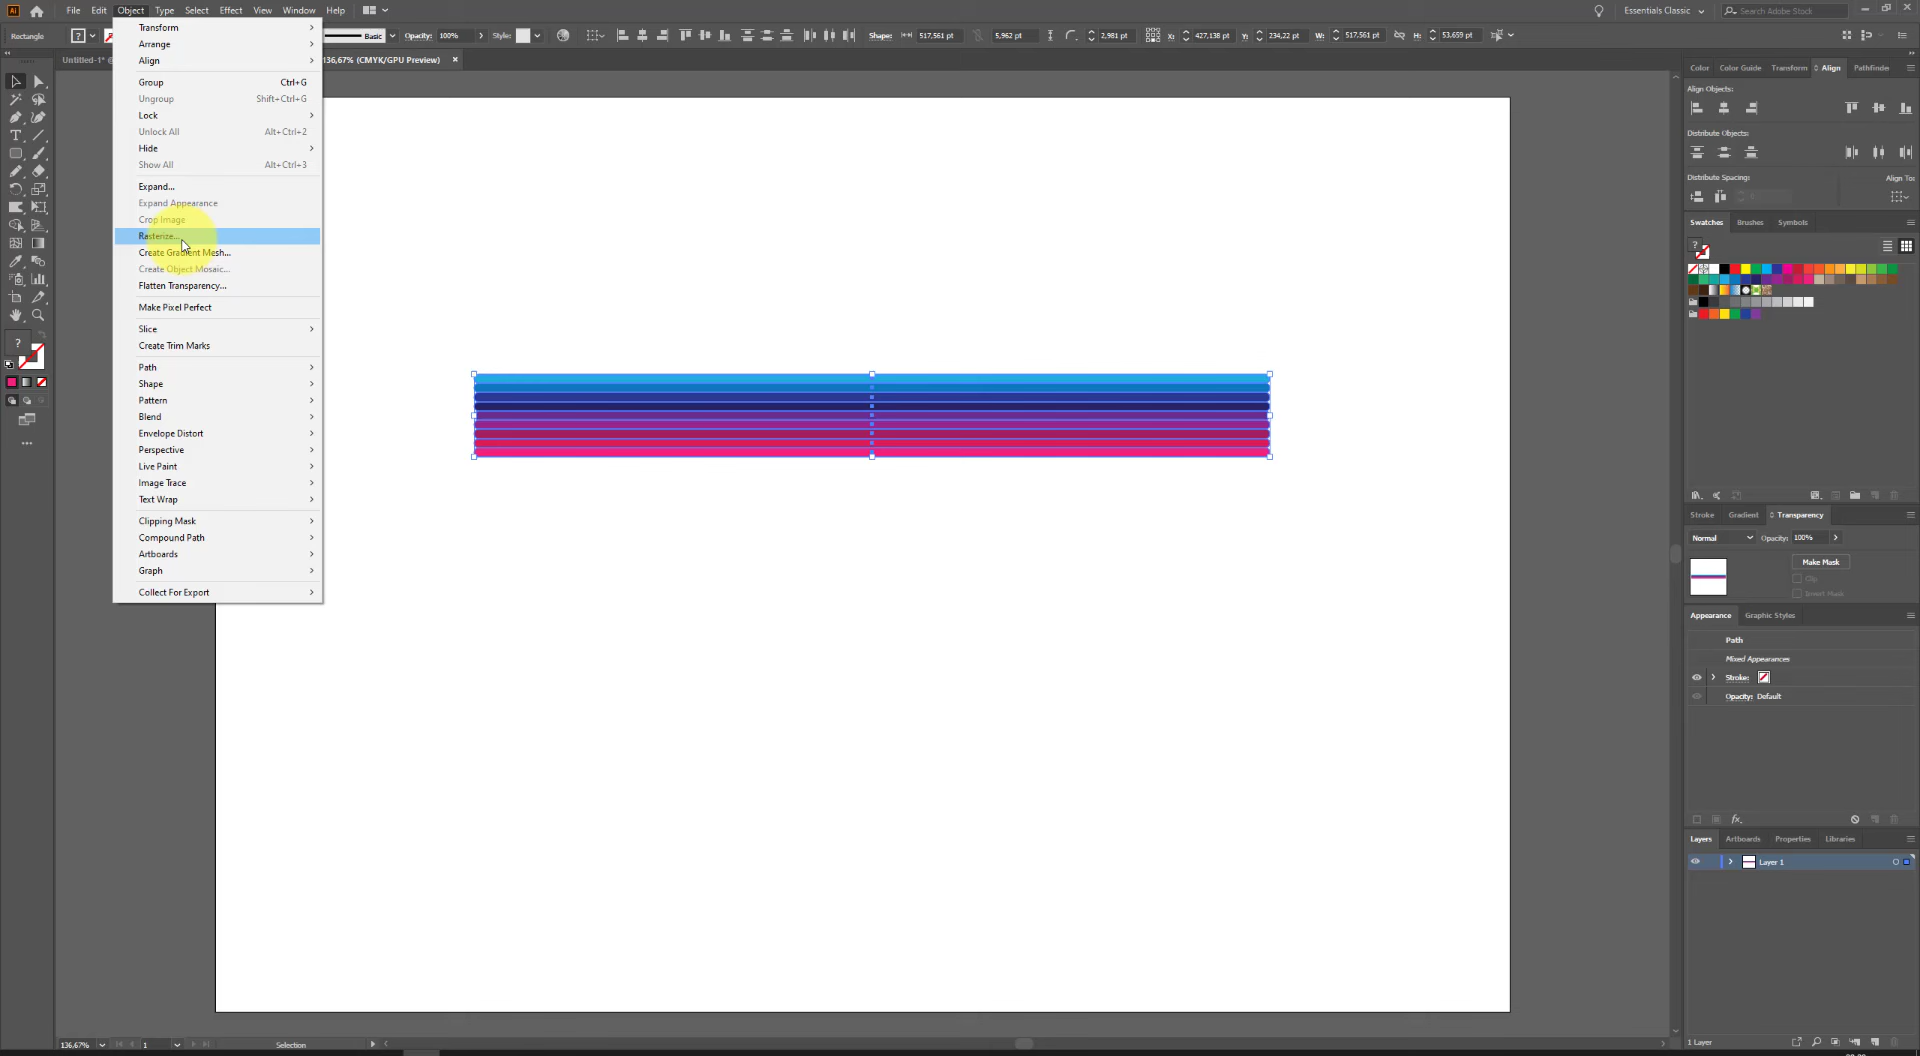 File Edit Object Type Select Effect View Window Help Essentials Classic Search Adobe Stock
Rectangle Basic Opacity: 100% Style: Shape: 517,561 pt 5,962 pt 2,981 pt X: 427,138 pt Y: 234,22 pt W: 517,561 pt H: 53,659 pt
Untitled-1* 136,67% (CMYK/GPU Preview)
Transform
Arrange
Align
Group Ctrl+G
Ungroup Shift+Ctrl+G
Lock
Unlock All Alt+Ctrl+2
Hide
Show All Alt+Ctrl+3
Expand...
Expand Appearance
Crop Image
Rasterize...
Create Gradient Mesh...
Create Object Mosaic...
Flatten Transparency...
Make Pixel Perfect
Slice
Create Trim Marks
Path
Shape
Pattern
Blend
Envelope Distort
Perspective
Live Paint
Image Trace
Text Wrap
Clipping Mask
Compound Path
Artboards
Graph
Collect For Export
Color Color Guide Transform Align Pathfinder
Align Objects:
Distribute Objects:
Distribute Spacing: Align To:
Swatches Brushes Symbols
Stroke Gradient Transparency
Normal Opacity: 100%
Make Mask
Clip
Invert Mask
Appearance Graphic Styles
Path
Mixed Appearances
Stroke:
Opacity: Default
Layers Artboards Properties Libraries
Layer 1
136,67% 1 Selection 1 Layer